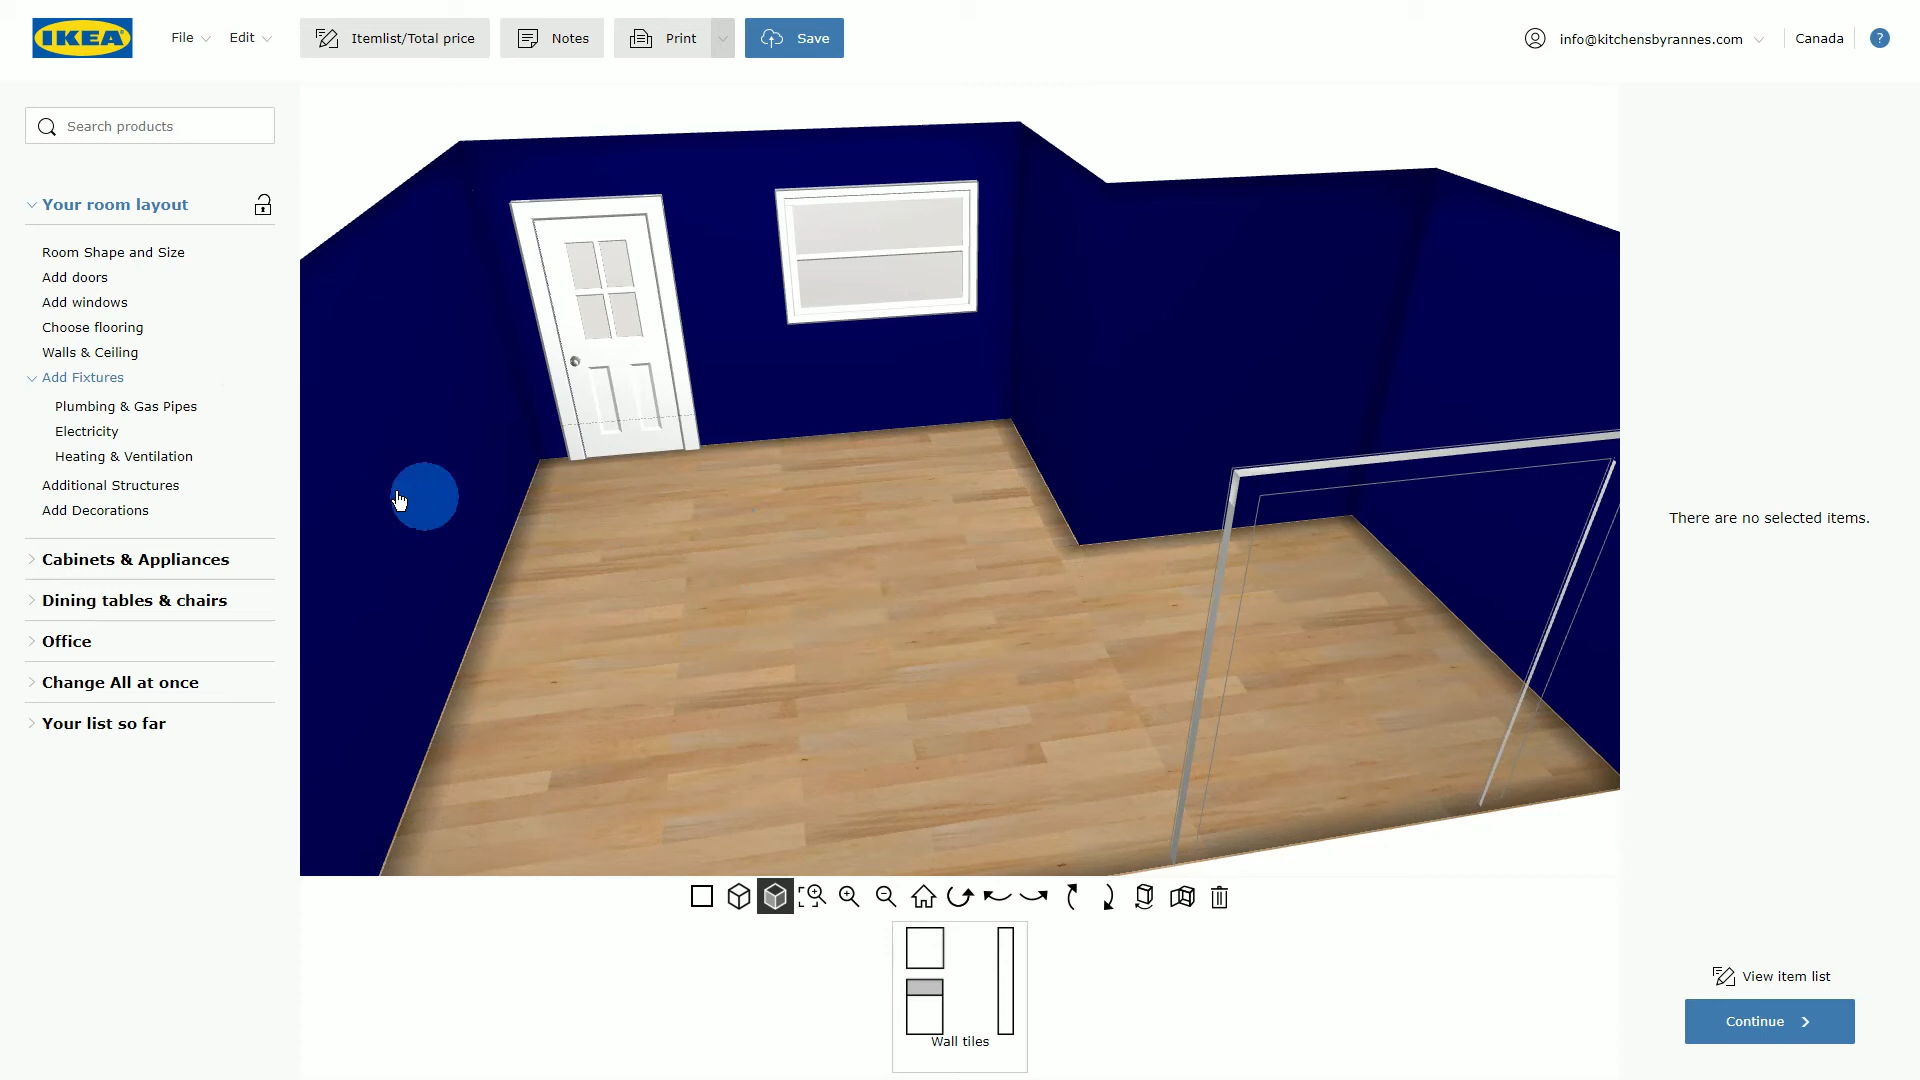 IKEA
File
Edit
Itemlist/Total price
Notes
Print
Save
info@kitchensbyrannes.com
Canada
?
Search products
Your room layout
Room Shape and Size
Add doors
Add windows
Choose flooring
Walls & Ceiling
Add Fixtures
Plumbing & Gas Pipes
Electricity
Heating & Ventilation
Additional Structures
Add Decorations
Cabinets & Appliances
Dining tables & chairs
Office
Change All at once
Your list so far
There are no selected items.
Wall tiles
View item list
Continue